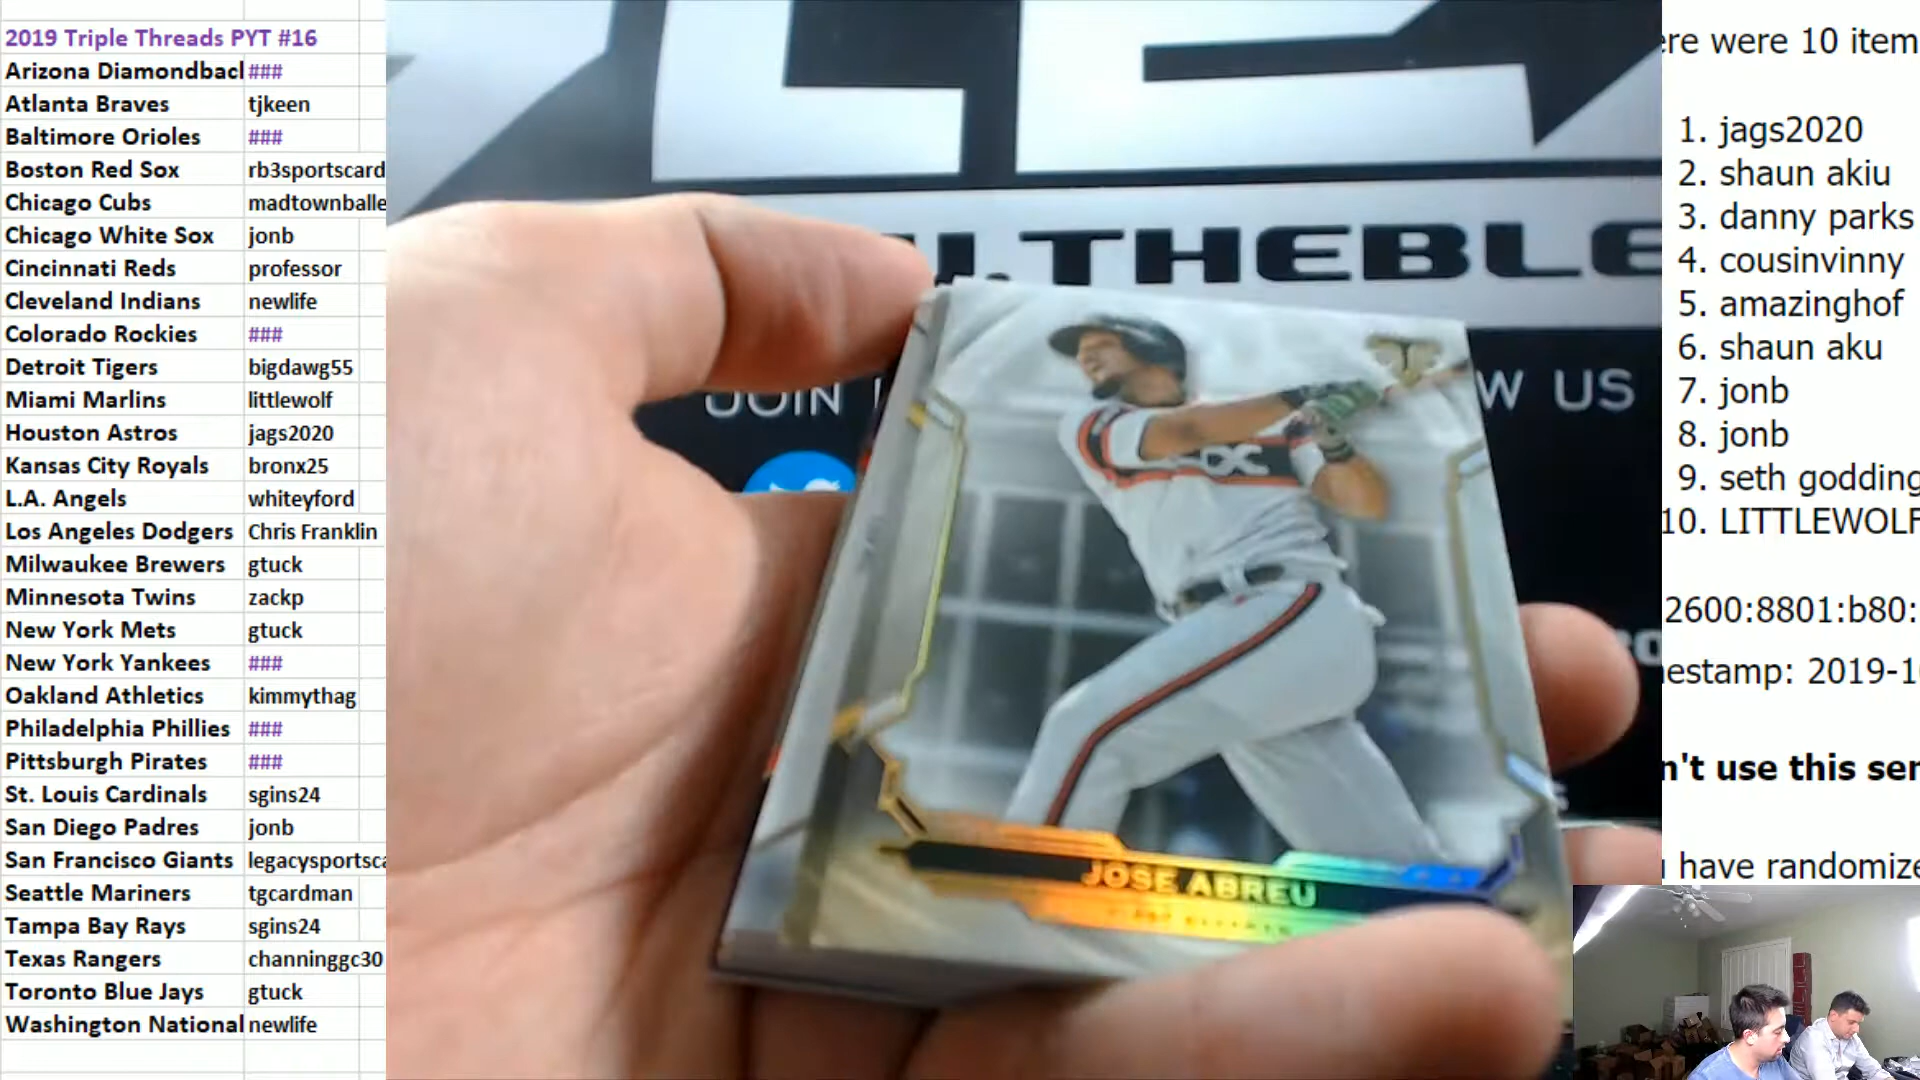 2019 Triple Threads PYT #16
Arizona Diamondbacl ###
Atlanta Braves tjkeen
Baltimore Orioles ###
Boston Red Sox rb3sportscard
Chicago Cubs madtownballe
Chicago White Sox jonb
Cincinnati Reds professor
Cleveland Indians newlife
Colorado Rockies ###
Detroit Tigers bigdawg55
Miami Marlins littlewolf
Houston Astros jags2020
Kansas City Royals bronx25
L.A. Angels whiteyford
Los Angeles Dodgers Chris Franklin
Milwaukee Brewers gtuck
Minnesota Twins zackp
New York Mets gtuck
New York Yankees ###
Oakland Athletics kimmythag
Philadelphia Phillies ###
Pittsburgh Pirates ###
St. Louis Cardinals sgins24
San Diego Padres jonb
San Francisco Giants legacysportsca
Seattle Mariners tgcardman
Tampa Bay Rays sgins24
Texas Rangers channinggc30
Toronto Blue Jays gtuck
Washington National newlife
.THEBLE
JOIN
W US
JOSE ABREU
ere were 10 item
1. jags2020
2. shaun akiu
3. danny parks
4. cousinvinny
5. amazinghof
6. shaun aku
7. jonb
8. jonb
9. seth godding
10. LITTLEWOLF
2600:8801:b80:
estamp: 2019-1
n't use this ser
have randomize